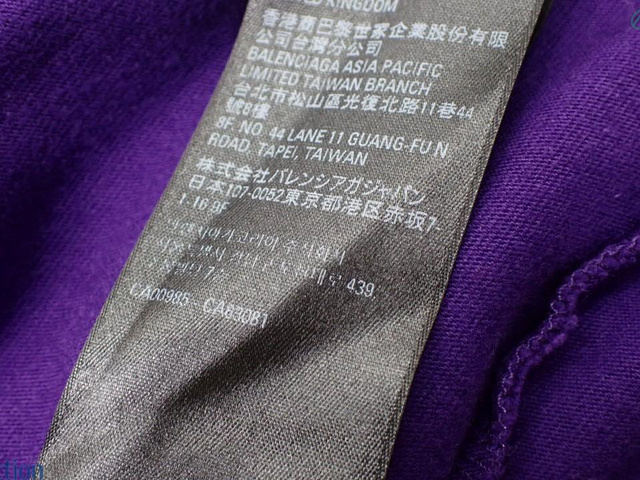 KINGDOM
香港商巴黎世家企業股份有限
公司台灣分公司
BALENCIAGA ASIA PACIFIC
LIMITED TAIWAN BRANCH
台北市松山區光復北路11巷44
號8樓
8F. NO. 44 LANE 11 GUANG-FU N
ROAD, TAPEI, TAIWAN
株式会社バレンシアガジャパン
日本107-0052東京都港区赤坂7-
1-16 9F
439,
CA00985 CA83081